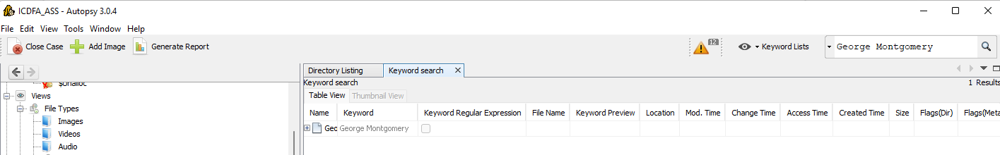 ICDFA_ASS - Autopsy 3.0.4
File Edit View Tools Window Help
Close Case Add Image Generate Report 12 Keyword Lists George Montgomery
Directory Listing Keyword search
$Unalloc
Keyword search 1 Results
Views
Table View Thumbnail View
File Types
Name Keyword Keyword Regular Expression File Name Keyword Preview Location Mod. Time Change Time Access Time Created Time Size Flags(Dir) Flags(Meta
Images
Geo George Montgomery
Videos
Audio